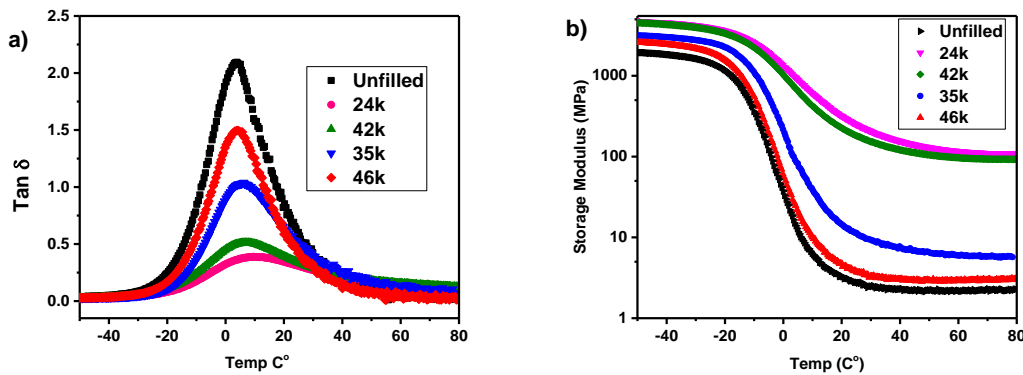 a)
Tan δ
2.5
2.0
1.5
1.0
0.5
0.0
-40
-20
0
20
40
60
80
Temp C°
Unfilled
24k
42k
35k
46k
b)
Storage Modulus (MPa)
1000
100
10
1
-40
-20
0
20
40
60
80
Temp (C°)
Unfilled
24k
42k
35k
46k